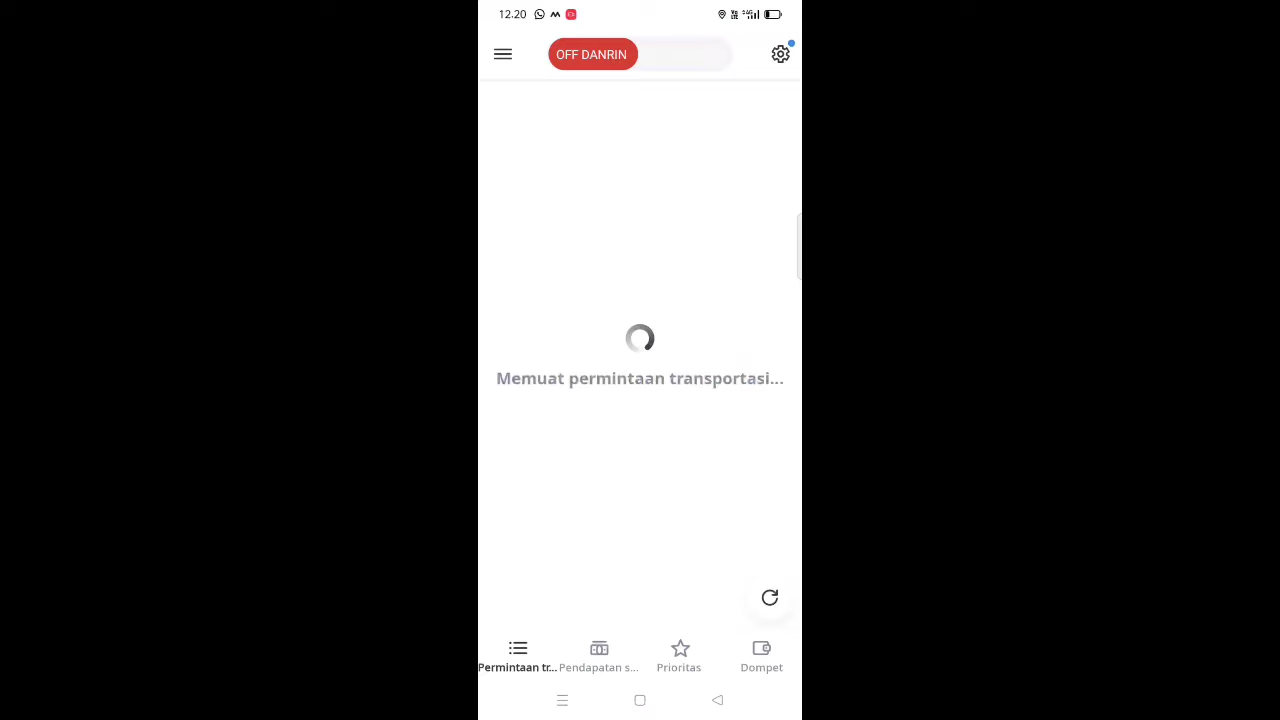 12.20
OFF DANRIN
Memuat permintaan transportasi...
Permintaan tr... Pendapatan s... Prioritas Dompet